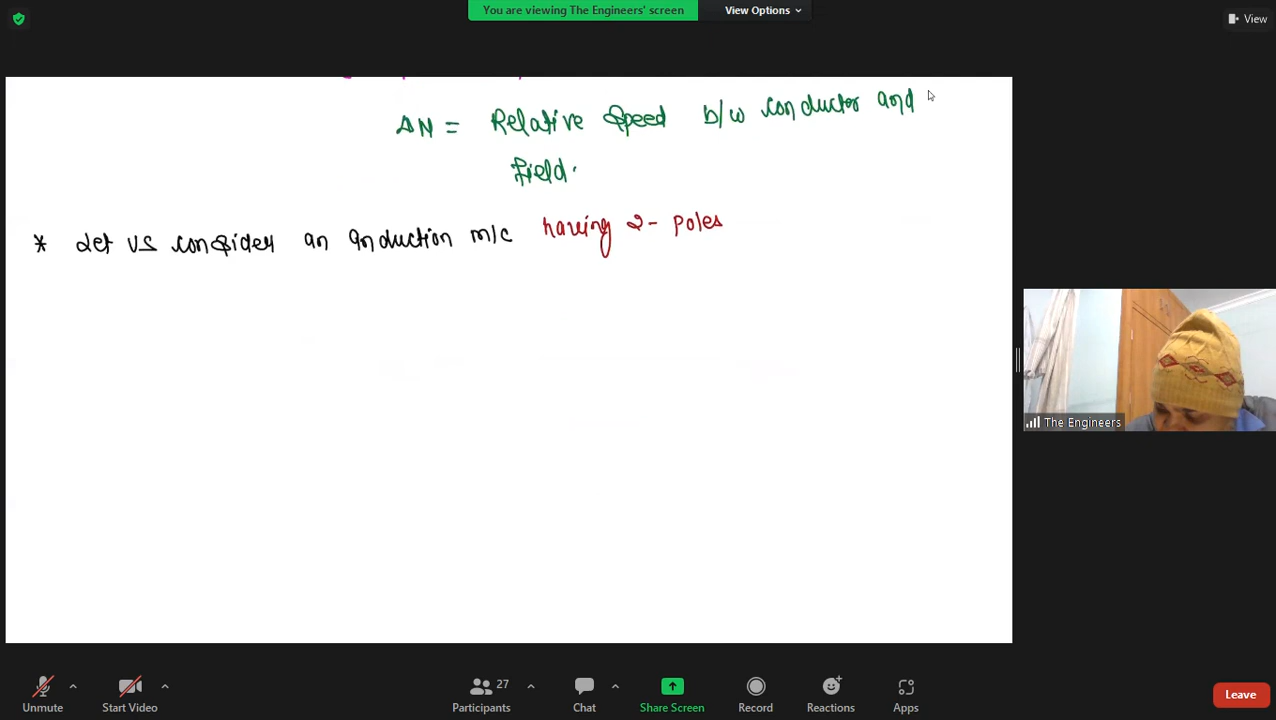 You are viewing The Engineers' screen
View Options
View
ΔN = Relative Speed b/w conductor and
field.
* Let us consider an induction m/c having 2- poles
The Engineers
Unmute
Start Video
27
Participants
Chat
Share Screen
Record
Reactions
Apps
Leave